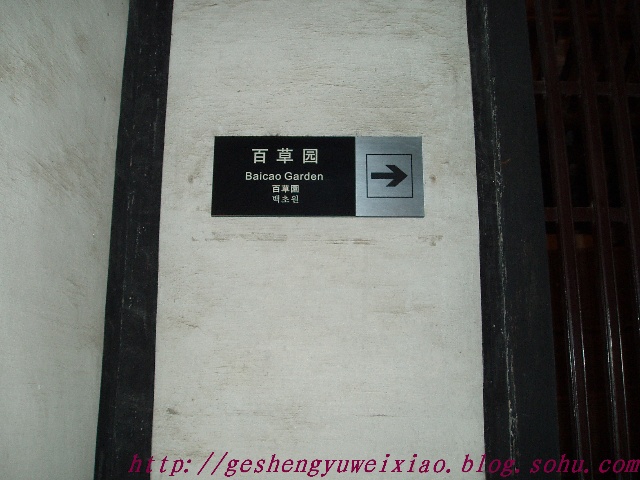 百草园
Baicao Garden
百草園
백초원
http://geshengyuweixiao.blog.sohu.com